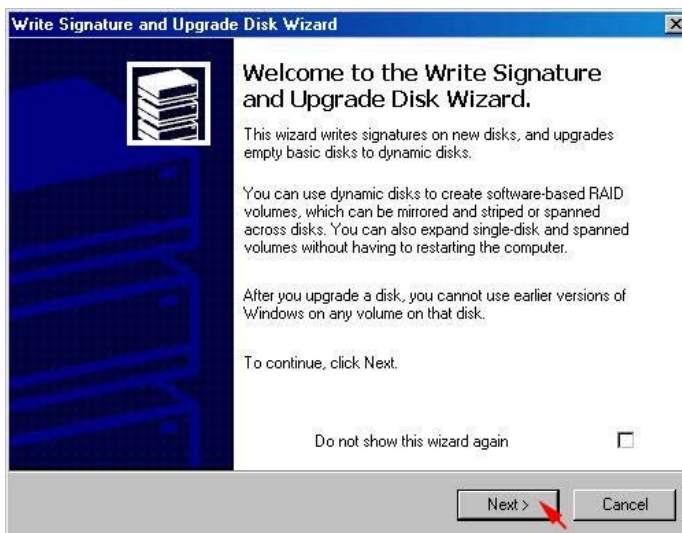 Write Signature and Upgrade Disk Wizard
Welcome to the Write Signature
and Upgrade Disk Wizard.
This wizard writes signatures on new disks, and upgrades
empty basic disks to dynamic disks.
You can use dynamic disks to create software-based RAID
volumes, which can be mirrored and striped or spanned
across disks. You can also expand single-disk and spanned
volumes without having to restarting the computer.
After you upgrade a disk, you cannot use earlier versions of
Windows on any volume on that disk.
To continue, click Next.
Do not show this wizard again
Next >
Cancel